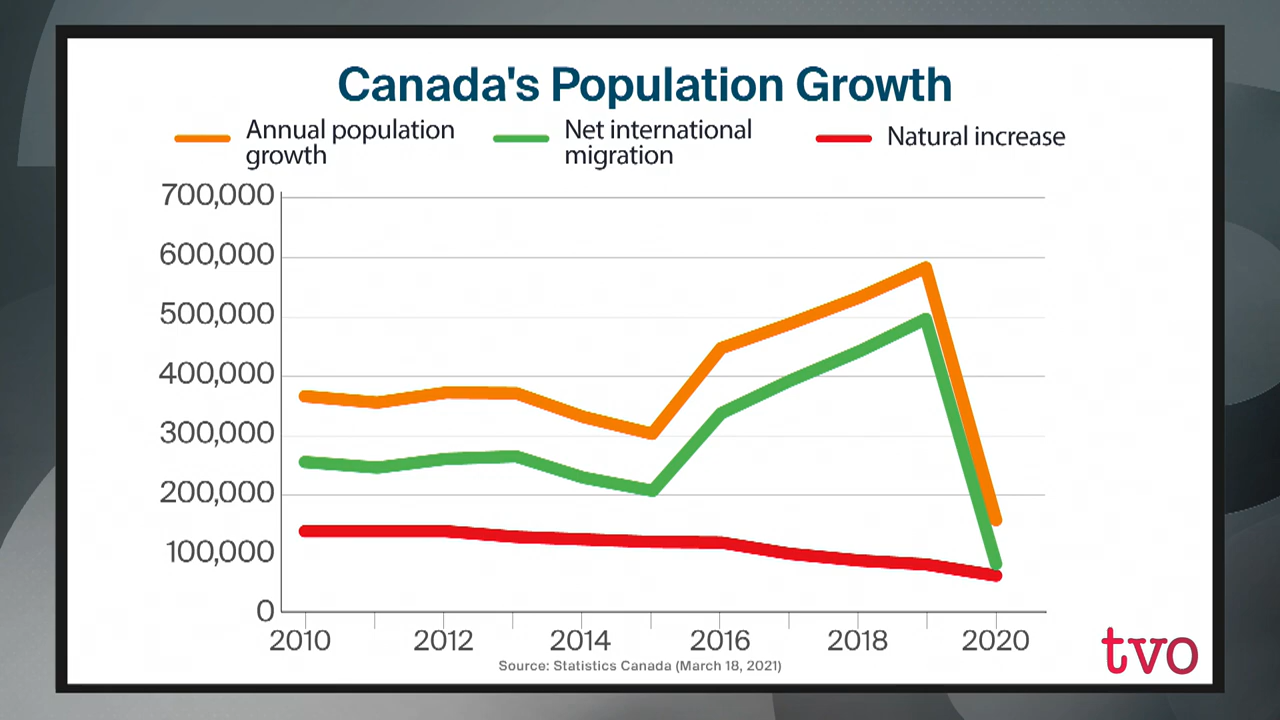 Canada's Population Growth
Annual population
growth
Net international
migration
Natural increase
700,000
600,000
500,000
400,000
300,000
200,000
100,000
0
2010 2012 2014 2016 2018 2020
Source: Statistics Canada (March 18, 2021)
tvo